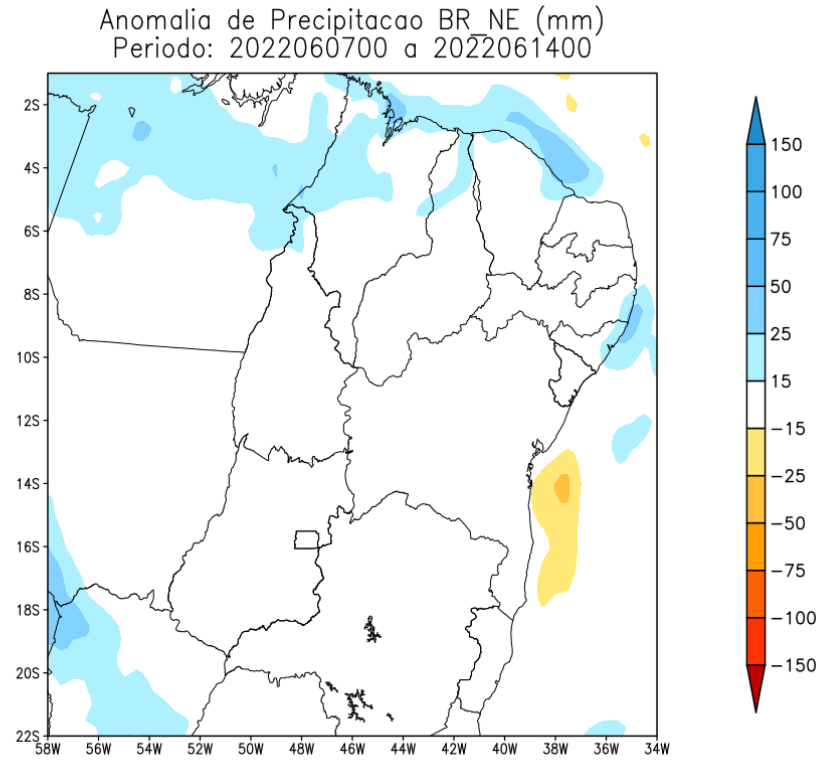 Anomalia de Precipitacao BR_NE (mm)
Periodo: 2022060700 a 2022061400
2S
4S
6S
8S
10S
12S
14S
16S
18S
20S
22S
58W 56W 54W 52W 50W 48W 46W 44W 42W 40W 38W 36W 34W
150
100
75
50
25
15
-15
-25
-50
-75
-100
-150